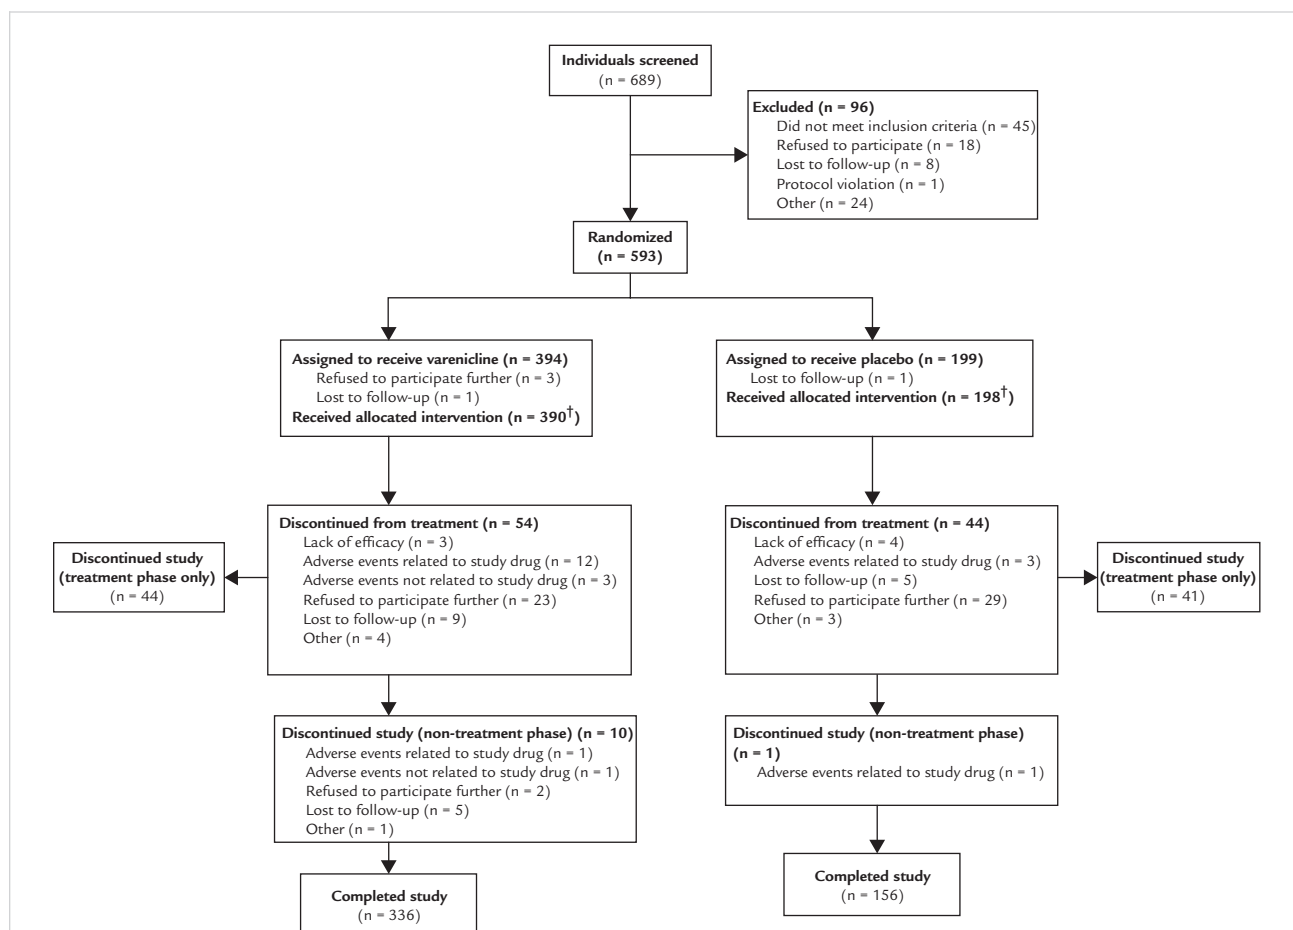 Individuals screened
(n = 689)
Excluded (n = 96)
Did not meet inclusion criteria (n = 45)
Refused to participate (n = 18)
Lost to follow-up (n = 8)
Protocol violation (n = 1)
Other (n = 24)
Randomized
(n = 593)
Assigned to receive varenicline (n = 394)
Refused to participate further (n = 3)
Lost to follow-up (n = 1)
Received allocated intervention (n = 390†)
Assigned to receive placebo (n = 199)
Lost to follow-up (n = 1)
Received allocated intervention (n = 198†)
Discontinued from treatment (n = 54)
Lack of efficacy (n = 3)
Adverse events related to study drug (n = 12)
Adverse events not related to study drug (n = 3)
Refused to participate further (n = 23)
Lost to follow-up (n = 9)
Other (n = 4)
Discontinued study
(treatment phase only)
(n = 44)
Discontinued from treatment (n = 44)
Lack of efficacy (n = 4)
Adverse events related to study drug (n = 3)
Lost to follow-up (n = 5)
Refused to participate further (n = 29)
Other (n = 3)
Discontinued study
(treatment phase only)
(n = 41)
Discontinued study (non-treatment phase) (n = 10)
Adverse events related to study drug (n = 1)
Adverse events not related to study drug (n = 1)
Refused to participate further (n = 2)
Lost to follow-up (n = 5)
Other (n = 1)
Discontinued study (non-treatment phase)
(n = 1)
Adverse events related to study drug (n = 1)
Completed study
(n = 336)
Completed study
(n = 156)